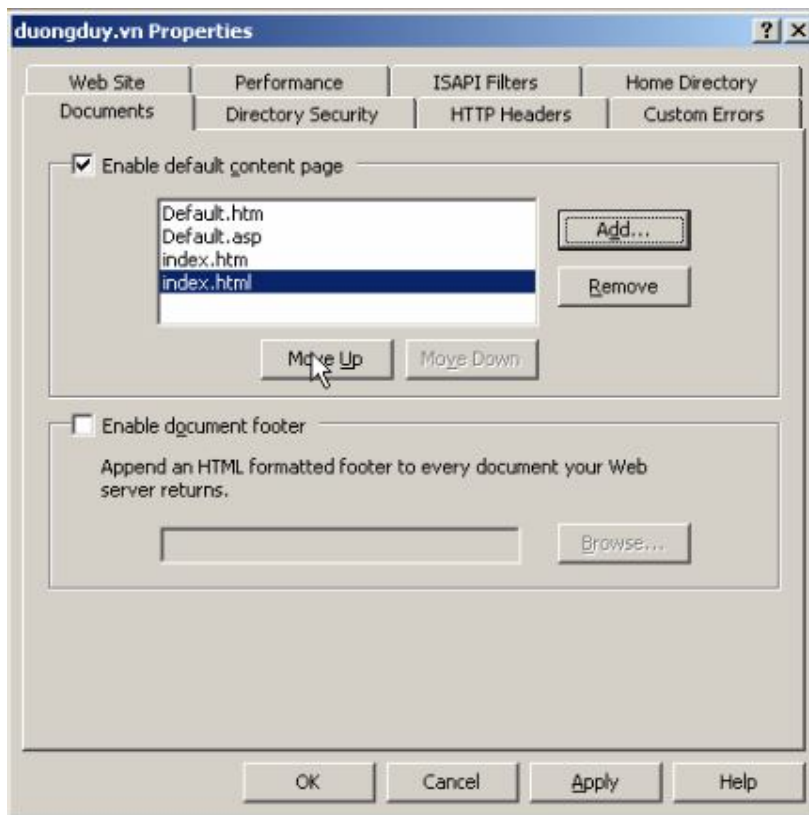 duongduy.vn Properties
Web Site Performance ISAPI Filters Home Directory
Documents Directory Security HTTP Headers Custom Errors
Enable default content page
Default.htm
Default.asp
index.htm
index.html
Add...
Remove
Move Up Move Down
Enable document footer
Append an HTML formatted footer to every document your Web
server returns.
Browse...
OK Cancel Apply Help